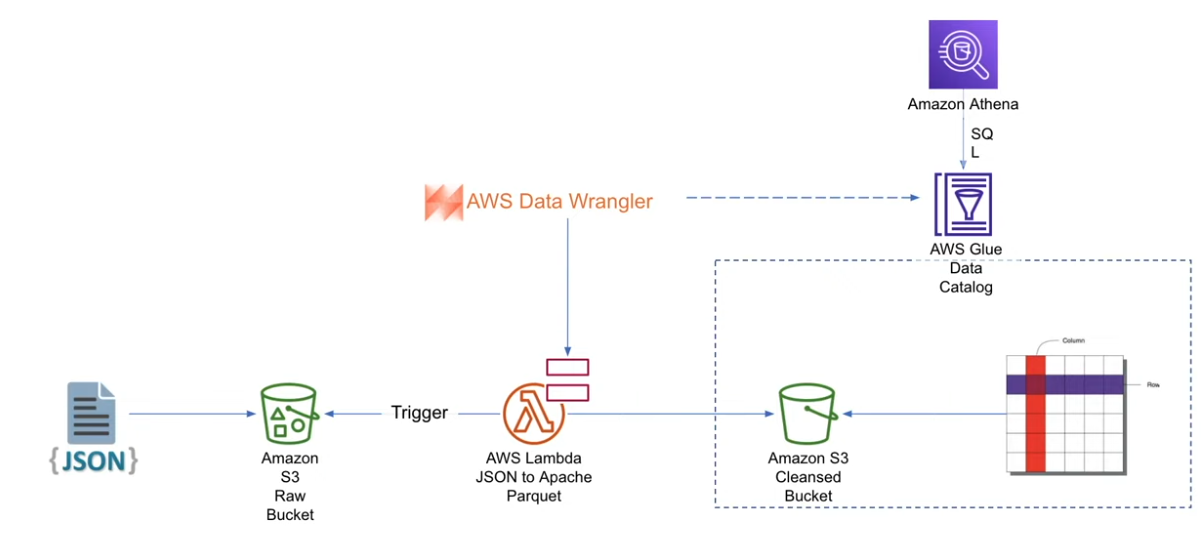 Amazon Athena
SQ
L
AWS Data Wrangler
AWS Glue
Data
Catalog
Column
Row
{JSON}
Trigger
Amazon
S3
Raw
Bucket
AWS Lambda
JSON to Apache
Parquet
Amazon S3
Cleansed
Bucket